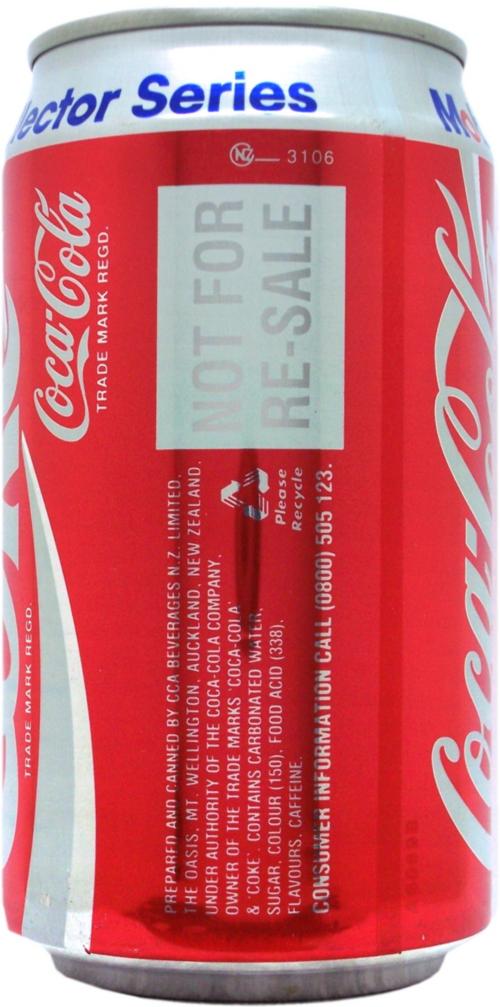 Series
NZ 3106
Coca-Cola
TRADE MARK REGD.
NOT FOR
RE-SALE
TRADE MARK REGD.
Please
Recycle
PREPARED AND CANNED BY CCA BEVERAGES N.Z. LIMITED,
THE OASIS, MT. WELLINGTON, AUCKLAND, NEW ZEALAND,
UNDER AUTHORITY OF THE COCA-COLA COMPANY,
OWNER OF THE TRADE MARKS 'COCA-COLA'
& 'COKE'. CONTAINS CARBONATED WATER,
SUGAR, COLOUR (150), FOOD ACID (338),
FLAVOURS, CAFFEINE.
CONSUMER INFORMATION CALL (0800) 505 123.
Coca-Cola